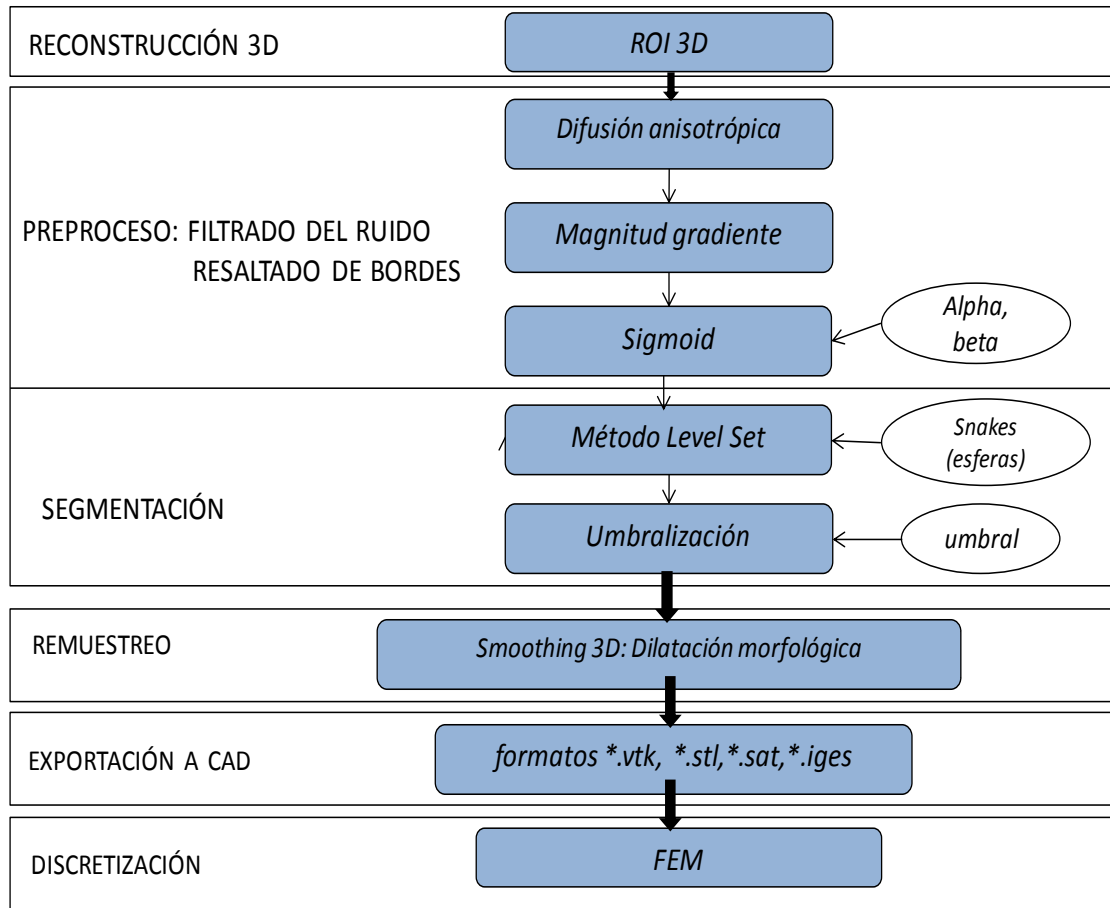 RECONSTRUCCIÓN 3D
ROI 3D
Difusión anisotrópica
PREPROCESO: FILTRADO DEL RUIDO
RESALTADO DE BORDES
Magnitud gradiente
Sigmoid
Alpha,
beta
SEGMENTACIÓN
Método Level Set
Snakes
(esferas)
Umbralización
umbral
REMUESTREO
Smoothing 3D: Dilatación morfológica
EXPORTACIÓN A CAD
formatos *.vtk, *.stl,*.sat,*.iges
DISCRETIZACIÓN
FEM